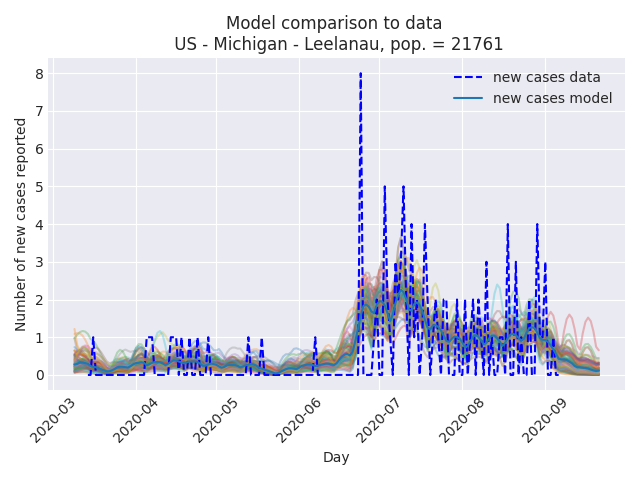 Model comparison to data
US - Michigan - Leelanau, pop. = 21761
new cases data
new cases model
Number of new cases reported
8
7
6
5
4
3
2
1
0
2020-03
2020-04
2020-05
2020-06
2020-07
2020-08
2020-09
Day